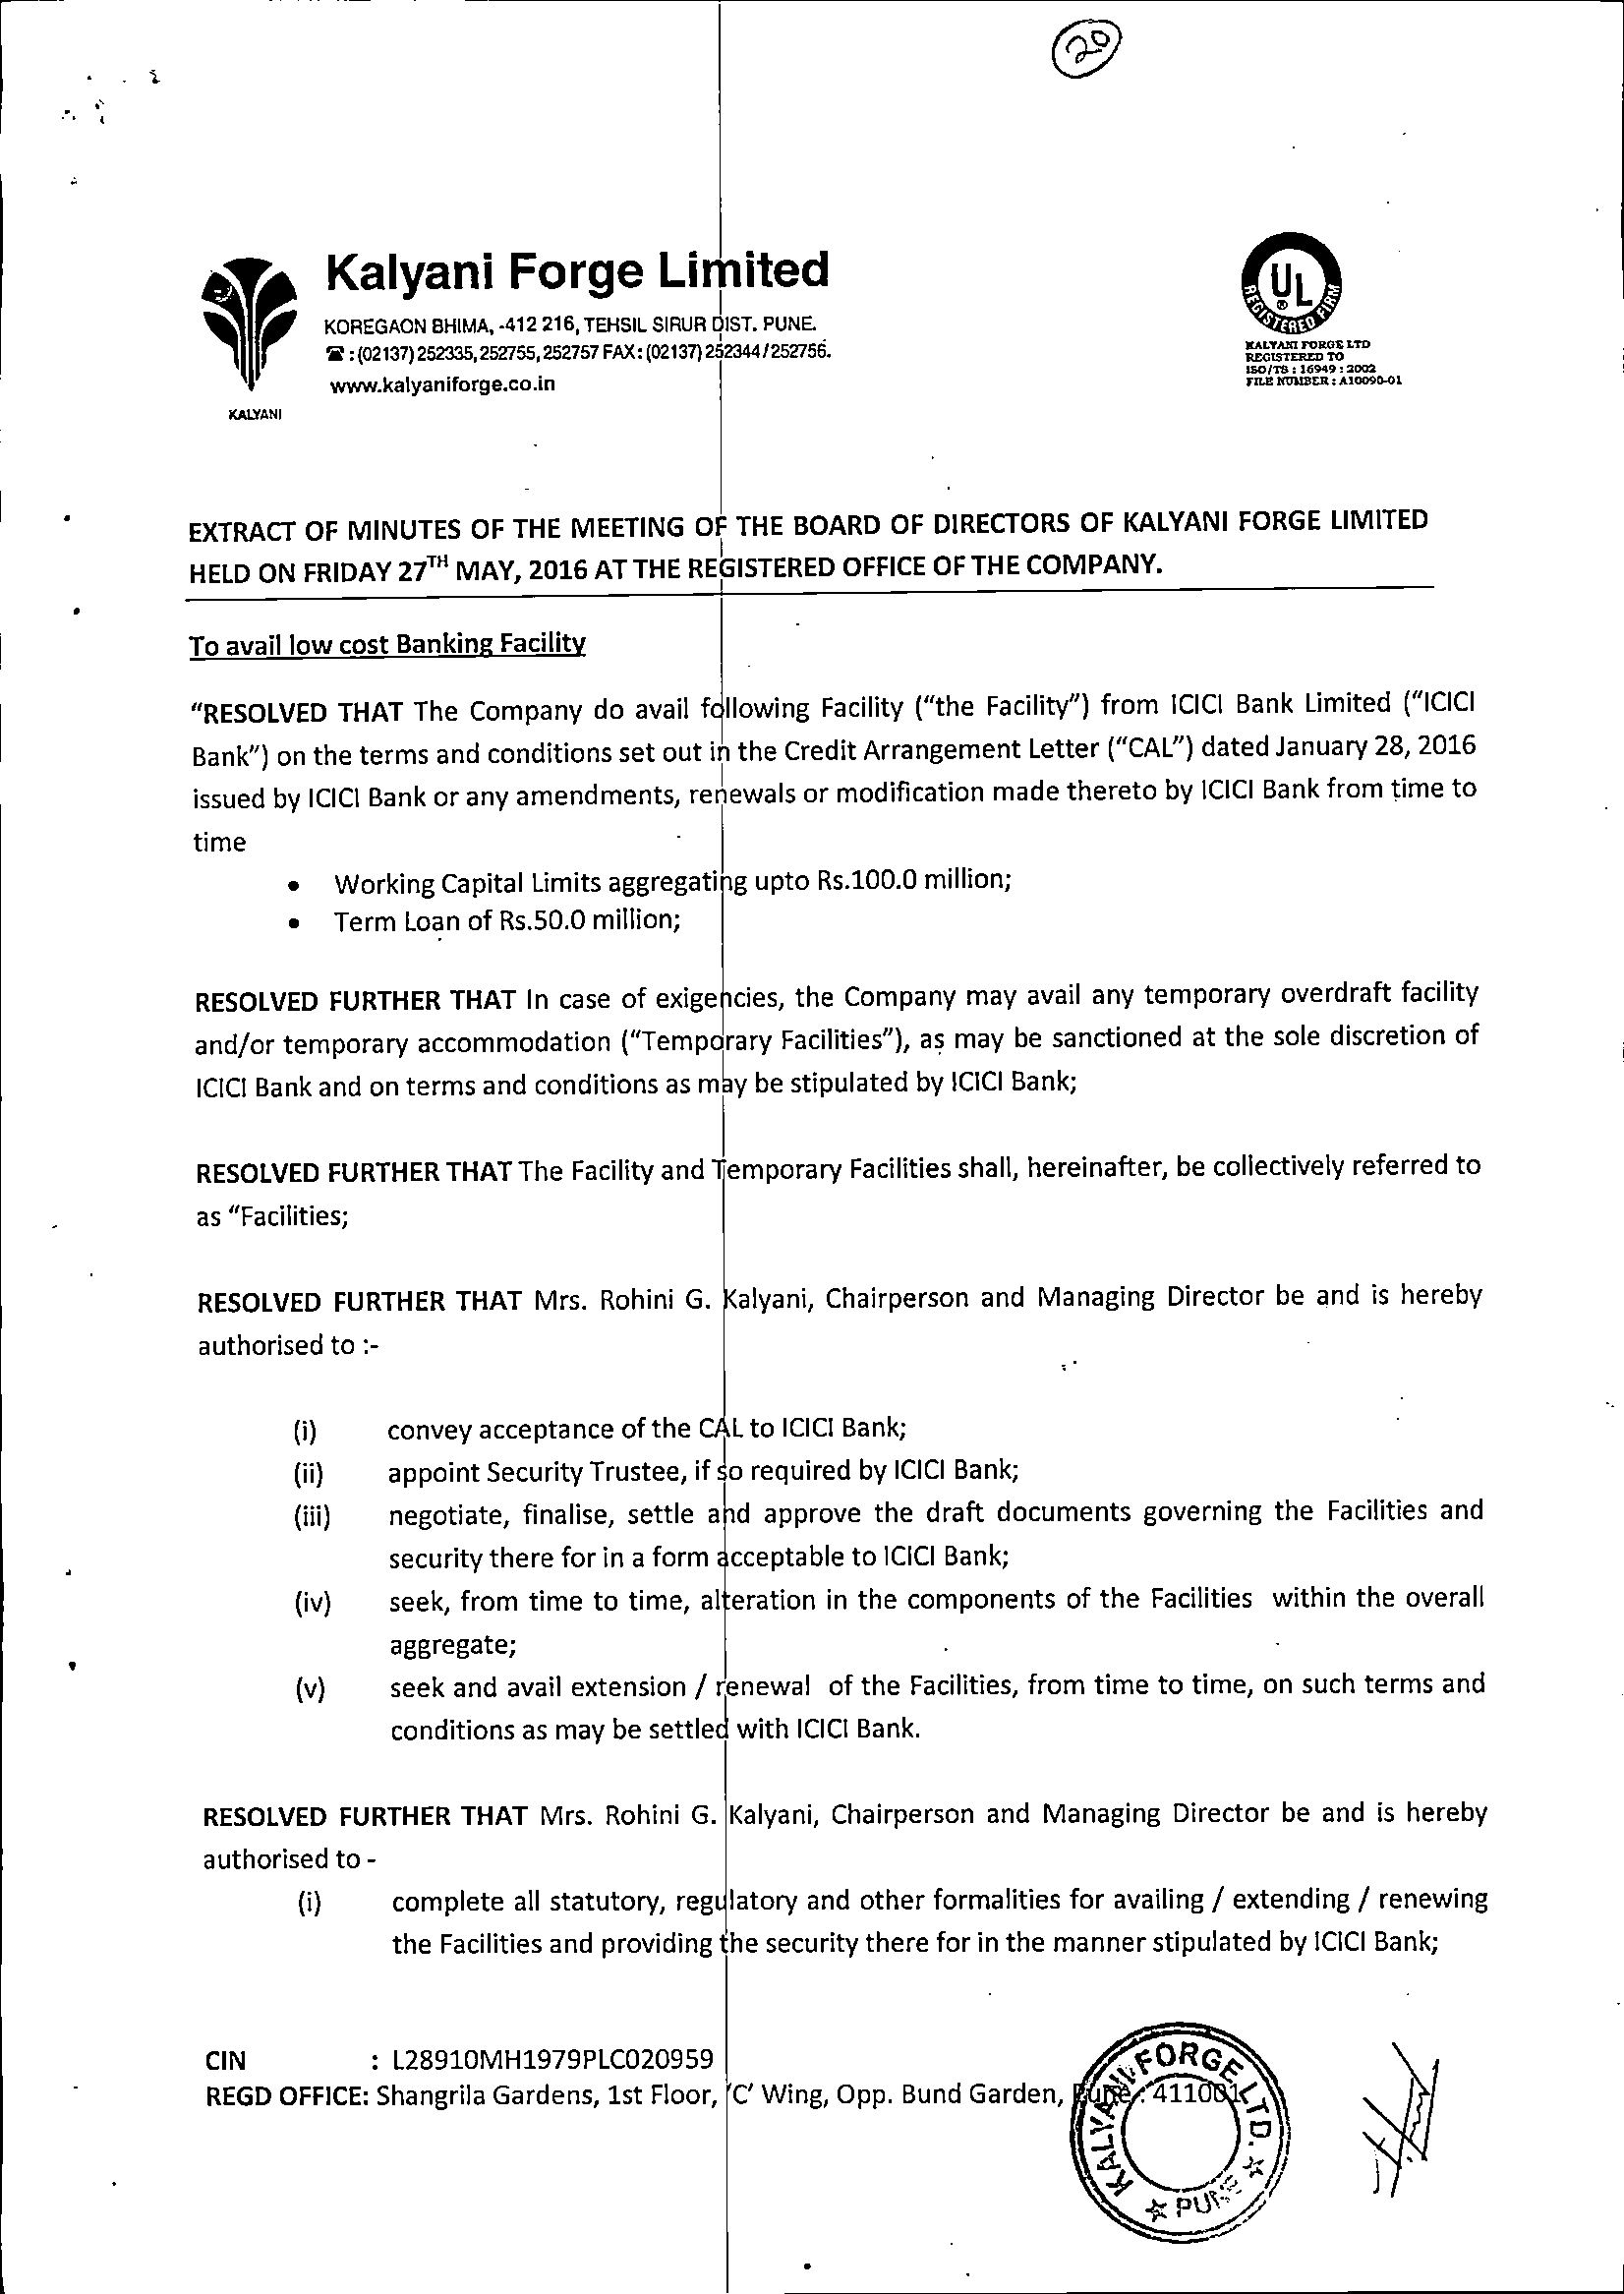 20
Kalyani Forge Limited
KOREGAON BHIMA, -412 216, TEHSIL SIRUR DIST. PUNE.
☎ : (02137) 252335, 252755, 252757 FAX : (02137) 252344 / 252756.
www.kalyaniforge.co.in
KALYANI
UL
®
REGISTERED FIRM
KALYANI FORGE LTD
REGISTERED TO
ISO/TS : 16949 : 2002
FILE NUMBER : A10090-01
EXTRACT OF MINUTES OF THE MEETING OF THE BOARD OF DIRECTORS OF KALYANI FORGE LIMITED
HELD ON FRIDAY 27TH MAY, 2016 AT THE REGISTERED OFFICE OF THE COMPANY.
To avail low cost Banking Facility
“RESOLVED THAT The Company do avail following Facility (“the Facility”) from ICICI Bank Limited (“ICICI
Bank”) on the terms and conditions set out in the Credit Arrangement Letter (“CAL”) dated January 28, 2016
issued by ICICI Bank or any amendments, renewals or modification made thereto by ICICI Bank from time to
time
• Working Capital Limits aggregating upto Rs.100.0 million;
• Term Loan of Rs.50.0 million;
RESOLVED FURTHER THAT In case of exigencies, the Company may avail any temporary overdraft facility
and/or temporary accommodation (“Temporary Facilities”), as may be sanctioned at the sole discretion of
ICICI Bank and on terms and conditions as may be stipulated by ICICI Bank;
RESOLVED FURTHER THAT The Facility and Temporary Facilities shall, hereinafter, be collectively referred to
as “Facilities;
RESOLVED FURTHER THAT Mrs. Rohini G. Kalyani, Chairperson and Managing Director be and is hereby
authorised to :-
(i) convey acceptance of the CAL to ICICI Bank;
(ii) appoint Security Trustee, if so required by ICICI Bank;
(iii) negotiate, finalise, settle and approve the draft documents governing the Facilities and
security there for in a form acceptable to ICICI Bank;
(iv) seek, from time to time, alteration in the components of the Facilities within the overall
aggregate;
(v) seek and avail extension / renewal of the Facilities, from time to time, on such terms and
conditions as may be settled with ICICI Bank.
RESOLVED FURTHER THAT Mrs. Rohini G. Kalyani, Chairperson and Managing Director be and is hereby
authorised to -
(i) complete all statutory, regulatory and other formalities for availing / extending / renewing
the Facilities and providing the security there for in the manner stipulated by ICICI Bank;
CIN : L28910MH1979PLC020959
REGD OFFICE: Shangrila Gardens, 1st Floor, 'C' Wing, Opp. Bund Garden, Pune : 411001
KALYANI FORGE LTD.
PUNE